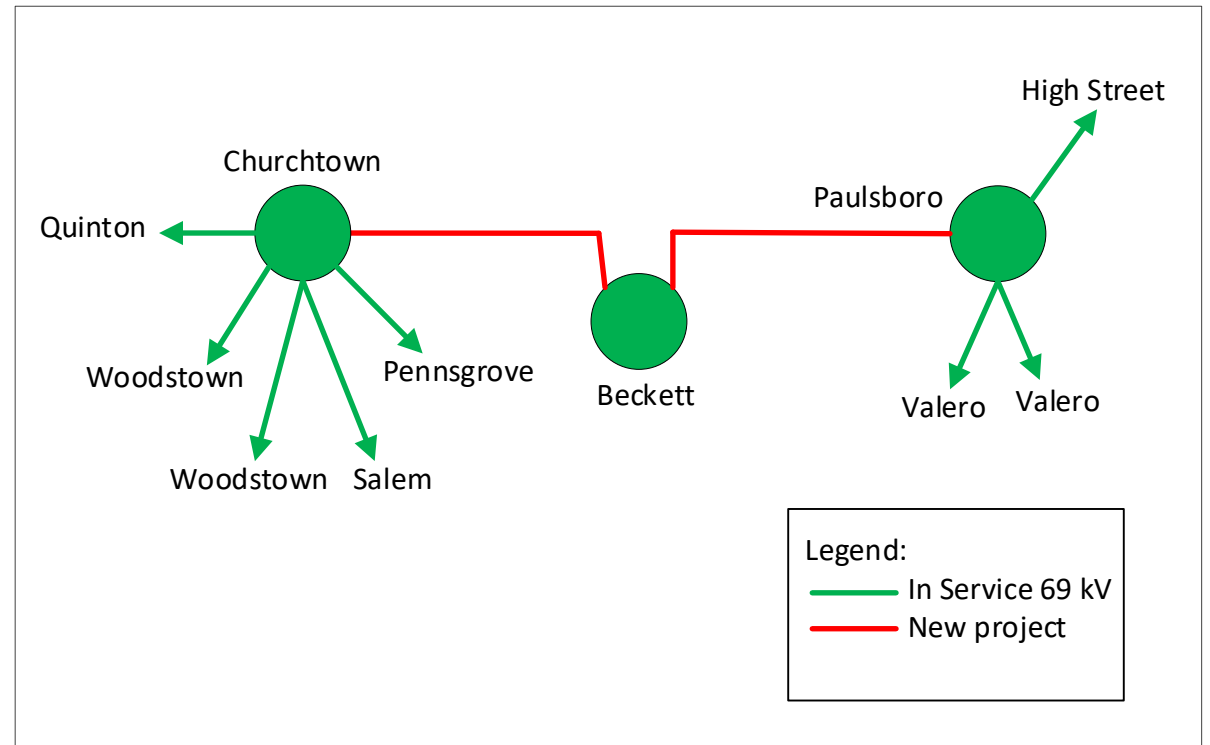 High Street
Churchtown
Paulsboro
Quinton
Woodstown
Pennsgrove
Beckett
Valero
Valero
Woodstown
Salem
Legend:
In Service 69 kV
New project